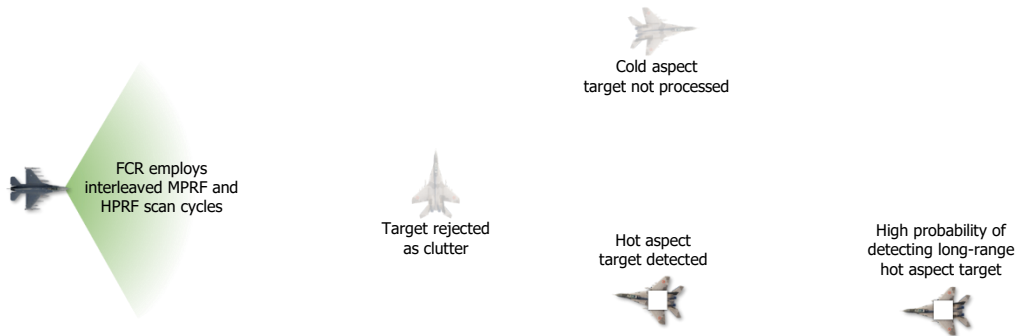 Cold aspect
target not processed
FCR employs
interleaved MPRF and
HPRF scan cycles
Target rejected
as clutter
Hot aspect
target detected
High probability of
detecting long-range
hot aspect target